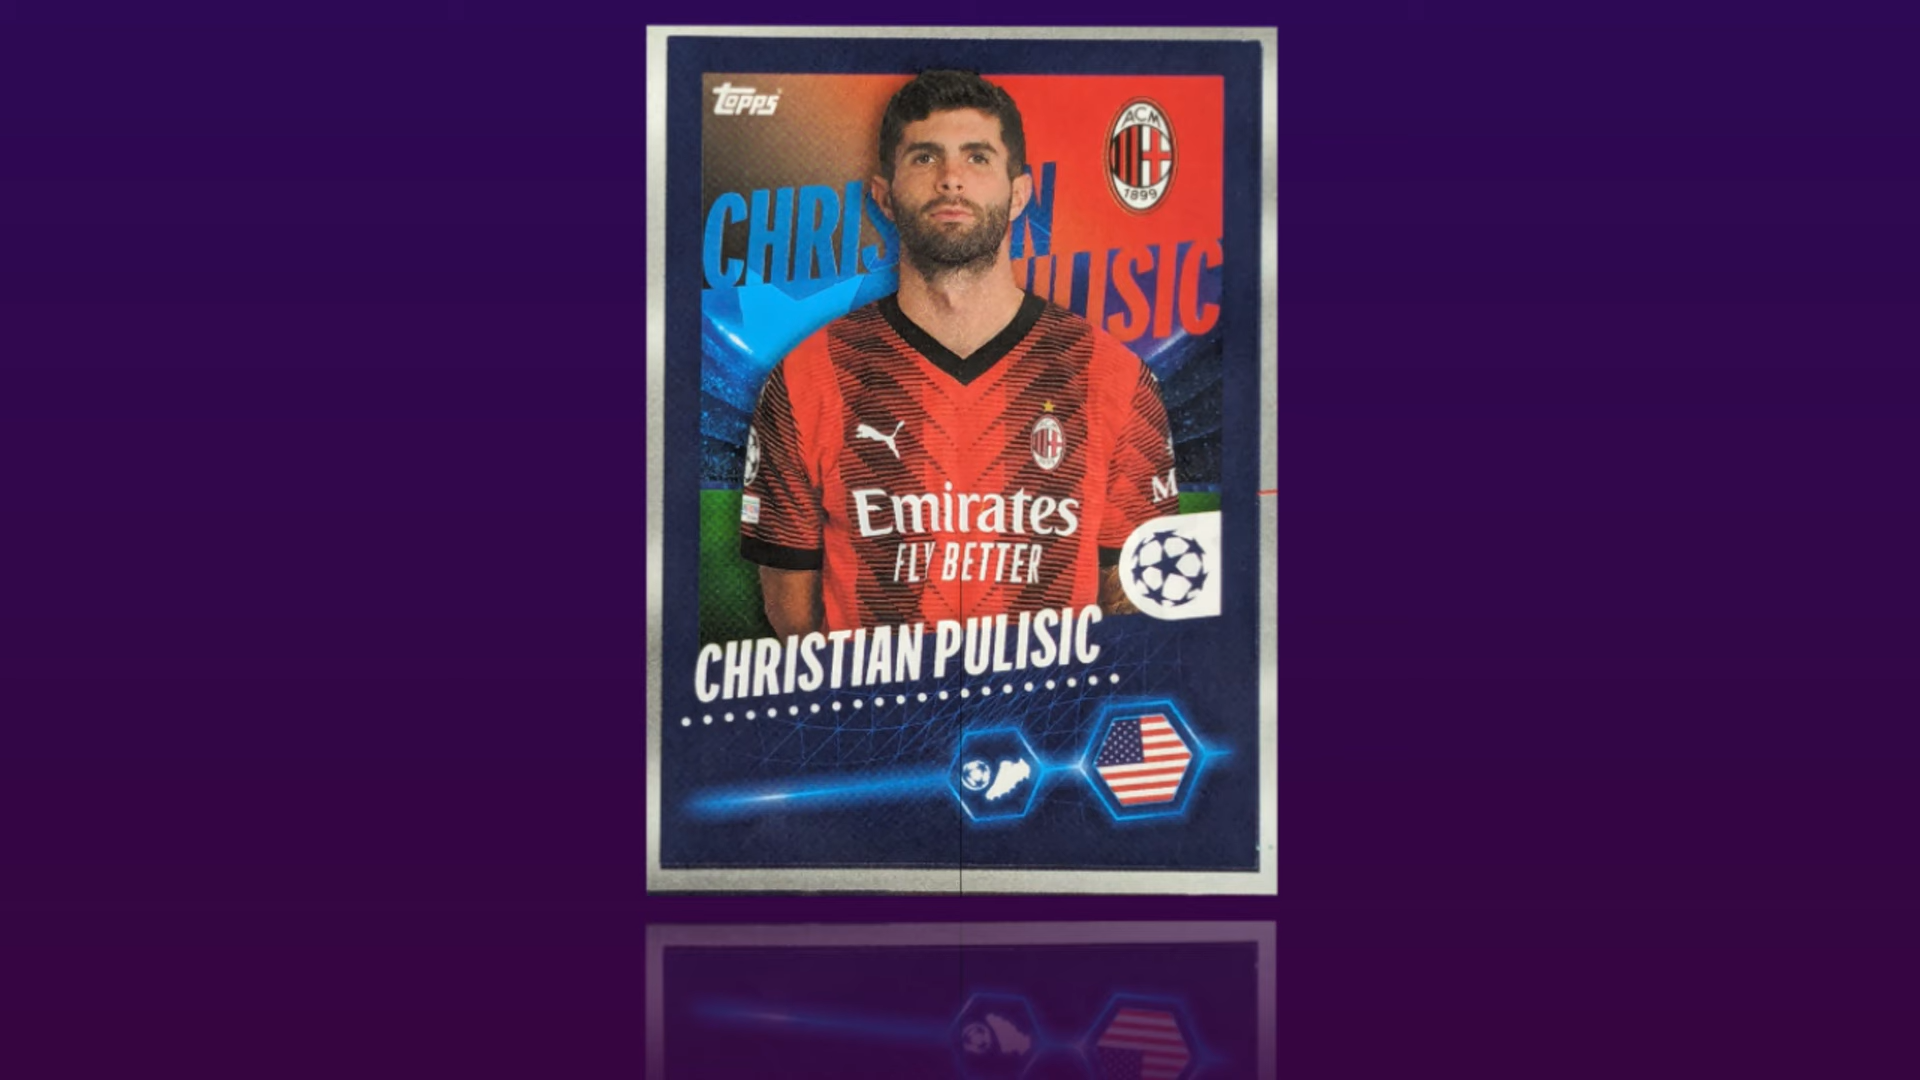 topps
ACM
1899
CHRIS N
ULISIC
Emirates
FLY BETTER
M
CHRISTIAN PULISIC